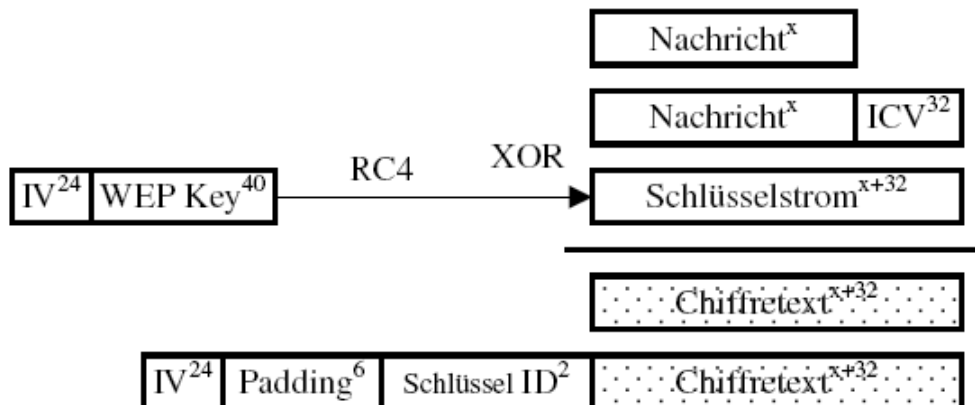 Nachricht^x
Nachricht^x ICV^32
RC4 XOR
IV^24 WEP Key^40 Schlüsselstrom^x+32
Chiffretext^x+32
IV^24 Padding^6 Schlüssel ID^2 Chiffretext^x+32